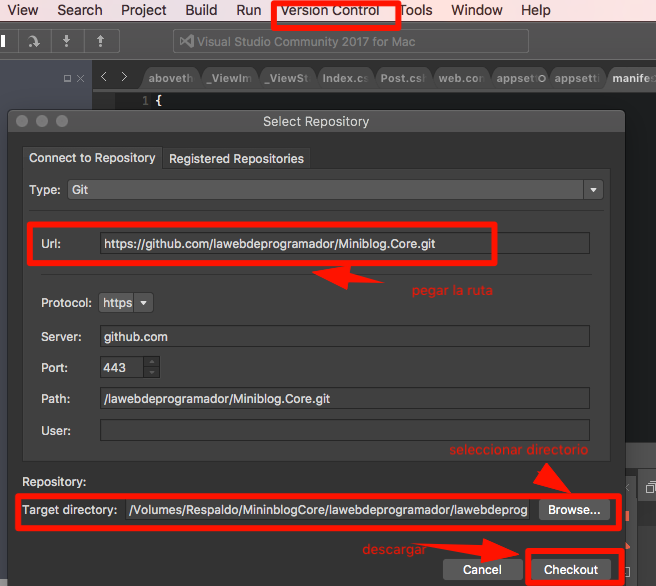 View Search Project Build Run Version Control Tools Window Help
Visual Studio Community 2017 for Mac
aboveth _ViewIm _ViewSt Index.cs Post.csh web.con appsett appsetti manifes
1 {
Select Repository
Connect to Repository Registered Repositories
Type: Git
Url: https://github.com/lawebdeprogramador/Miniblog.Core.git
pegar la ruta
Protocol: https
Server: github.com
Port: 443
Path: /lawebdeprogramador/Miniblog.Core.git
User:
seleccionar directorio
Repository:
Target directory: /Volumes/Respaldo/MininblogCore/lawebdeprogramador/lawebdeprog Browse...
descargar
Cancel Checkout